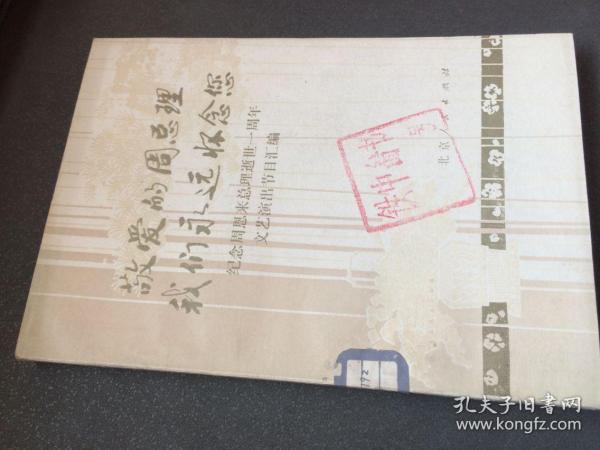 敬爱的周总理
我们永远怀念您
纪念周恩来总理逝世一周年
文艺演出节目汇编
北京人民出版社
192
孔夫子旧书网
www.kongfz.com